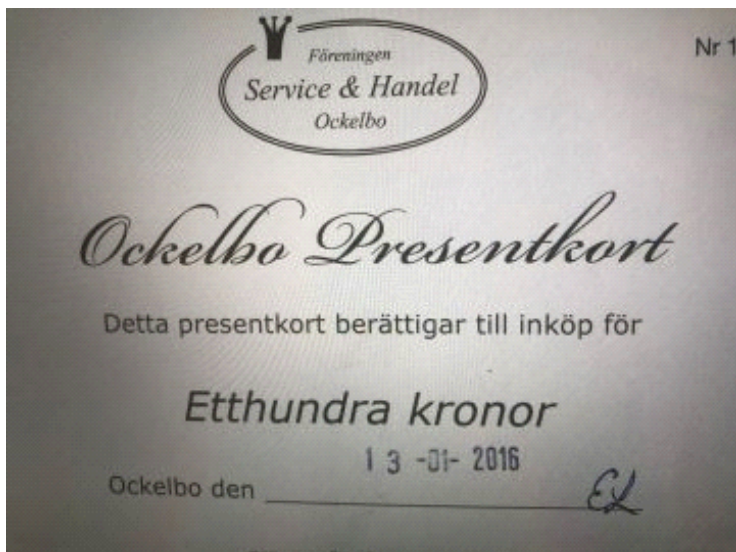 Föreningen
Service & Handel
Ockelbo
Nr 1
Ockelbo Presentkort
Detta presentkort berättigar till inköp för
Etthundra kronor
13 -01- 2016
Ockelbo den
EL